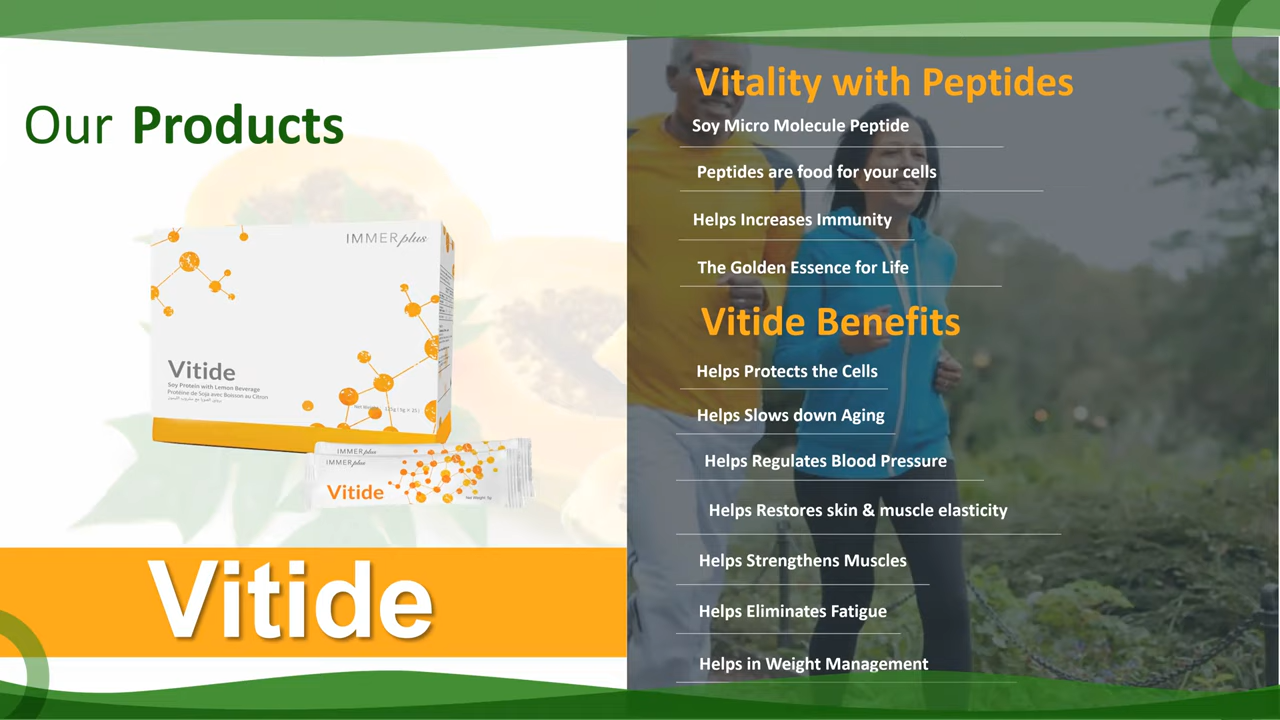 Our Products
IMMERplus
Vitide
Soy Protein with Lemon Beverage
Protéine de Soja avec Boisson au Citron
IMMERplus
IMMERplus
Vitide
Net Weight: 5g
Vitide
Vitality with Peptides
Soy Micro Molecule Peptide
Peptides are food for your cells
Helps Increases Immunity
The Golden Essence for Life
Vitide Benefits
Helps Protects the Cells
Helps Slows down Aging
Helps Regulates Blood Pressure
Helps Restores skin & muscle elasticity
Helps Strengthens Muscles
Helps Eliminates Fatigue
Helps in Weight Management